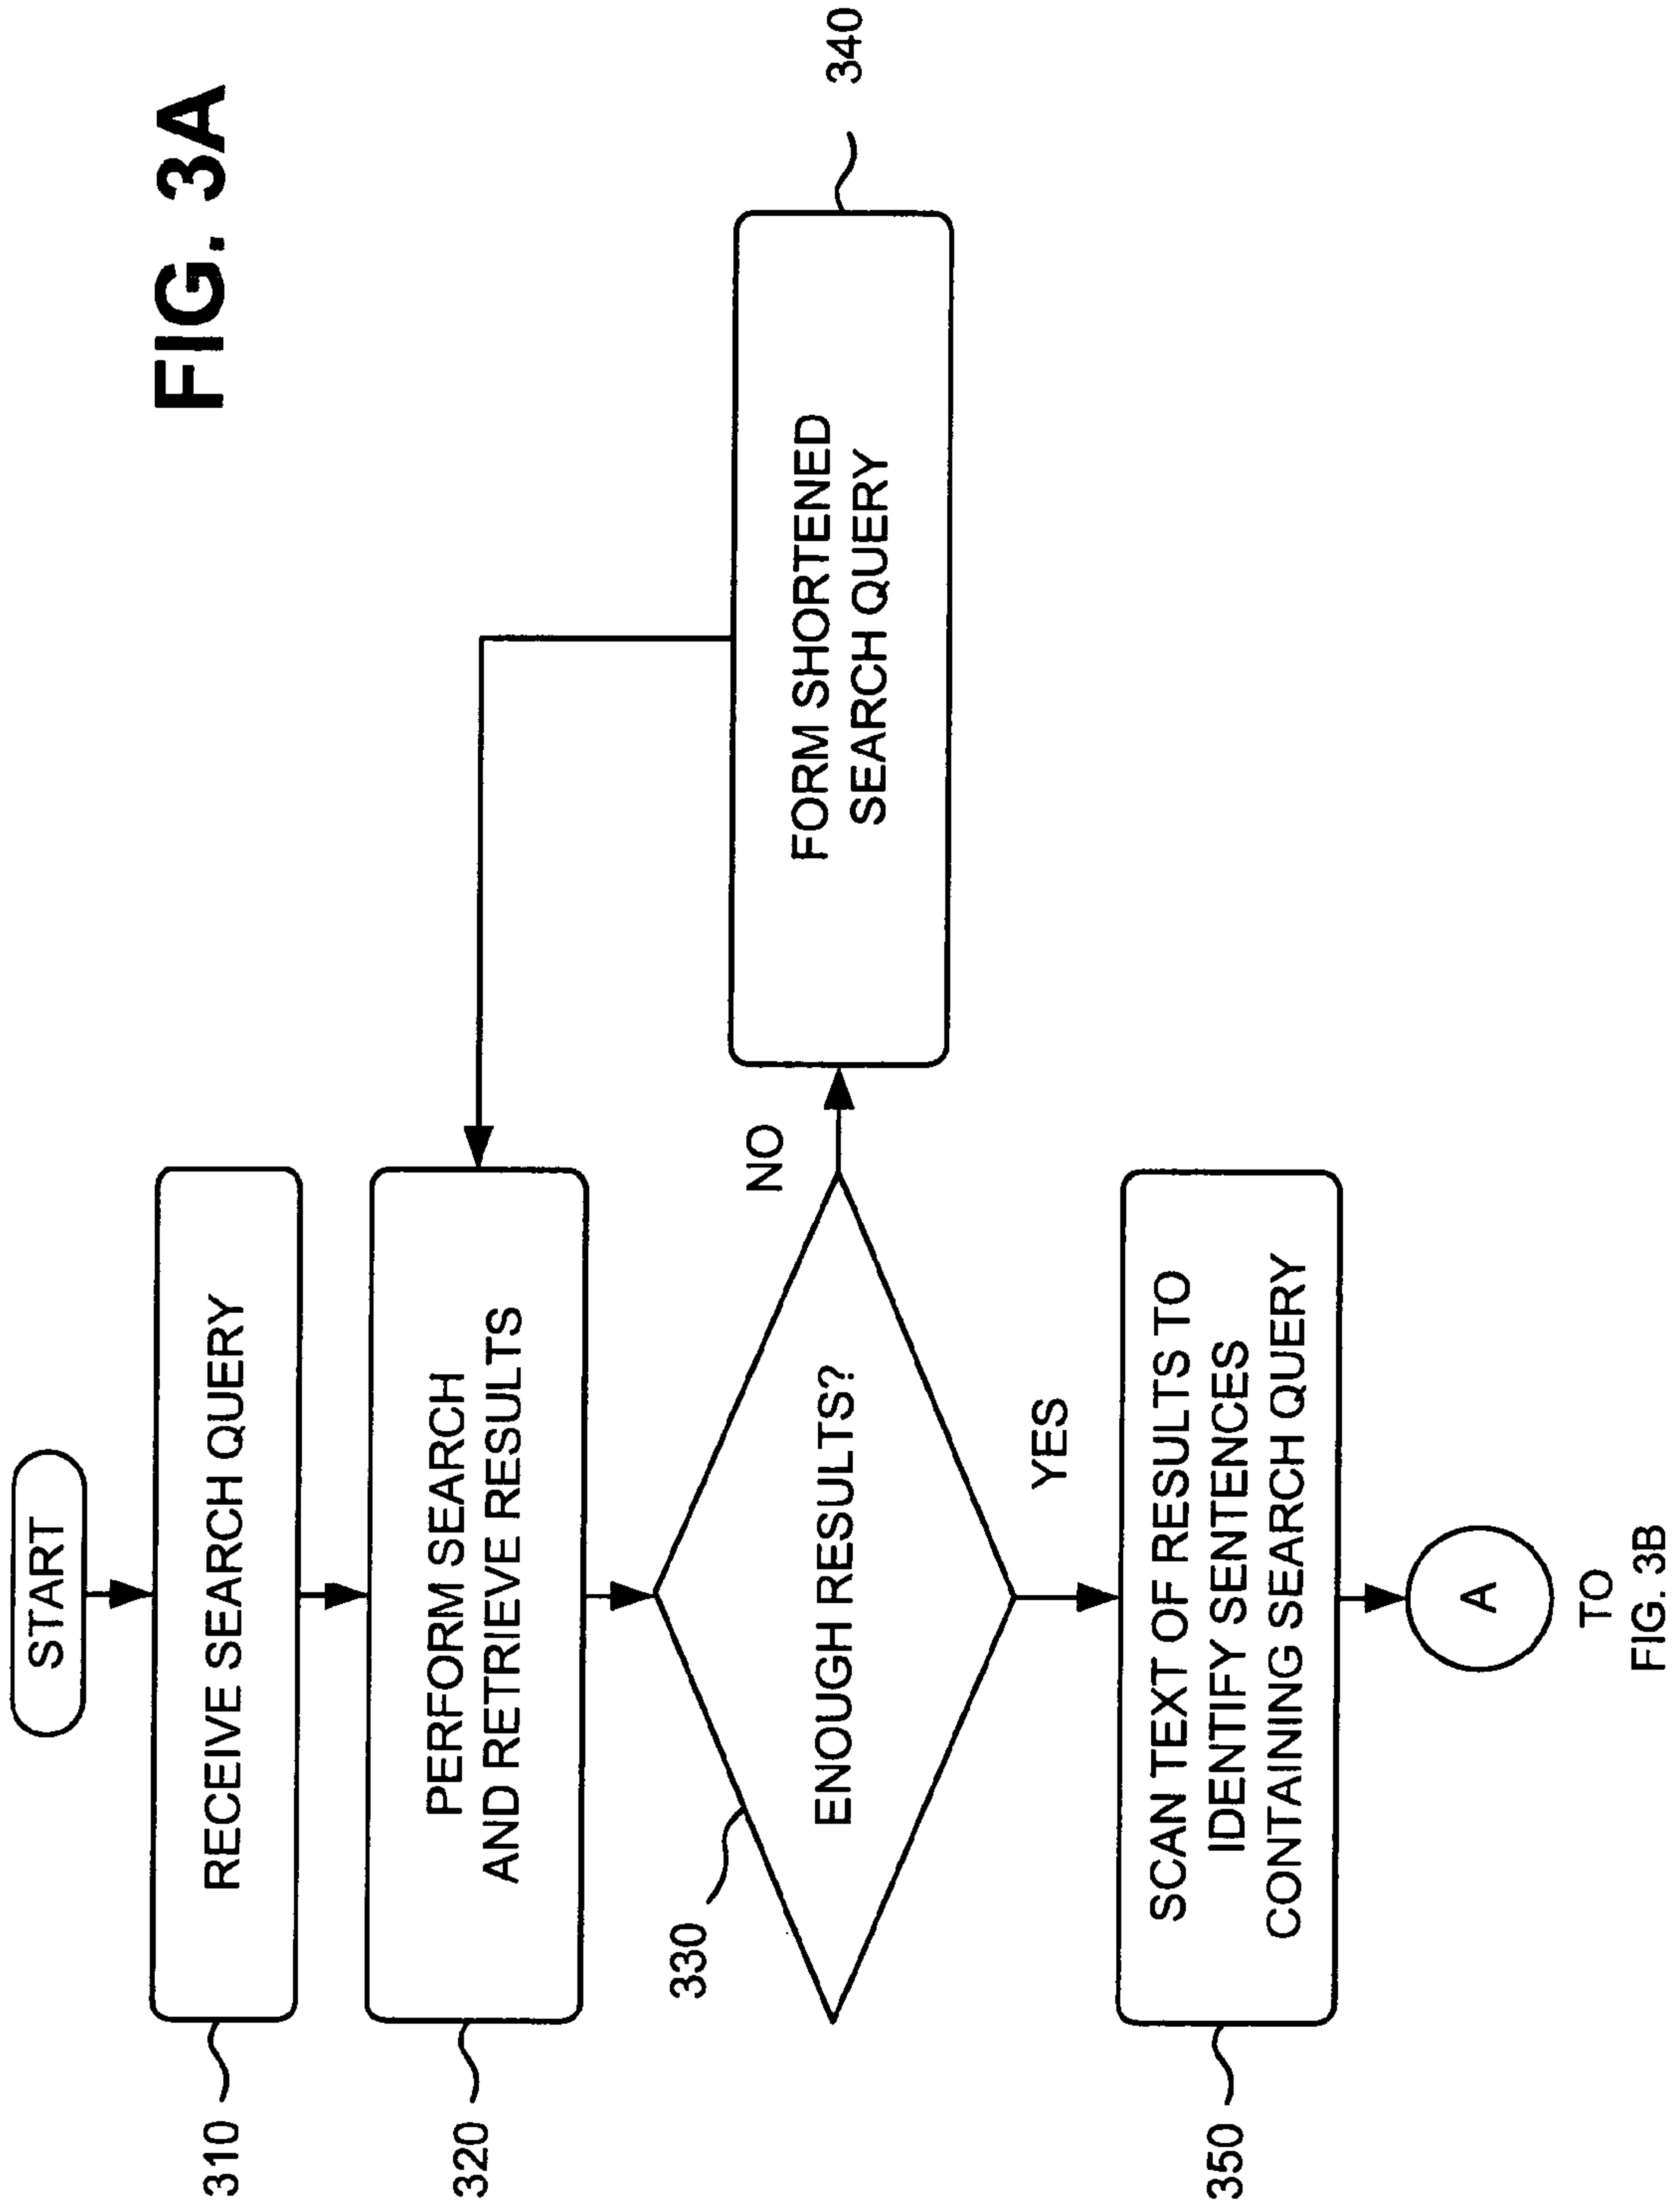 FIG. 3A
START
310
RECEIVE SEARCH QUERY
320
PERFORM SEARCH
AND RETRIEVE RESULTS
330
ENOUGH RESULTS?
NO
340
FORM SHORTENED
SEARCH QUERY
YES
350
SCAN TEXT OF RESULTS TO
IDENTIFY SENTENCES
CONTAINING SEARCH QUERY
A
TO
FIG. 3B